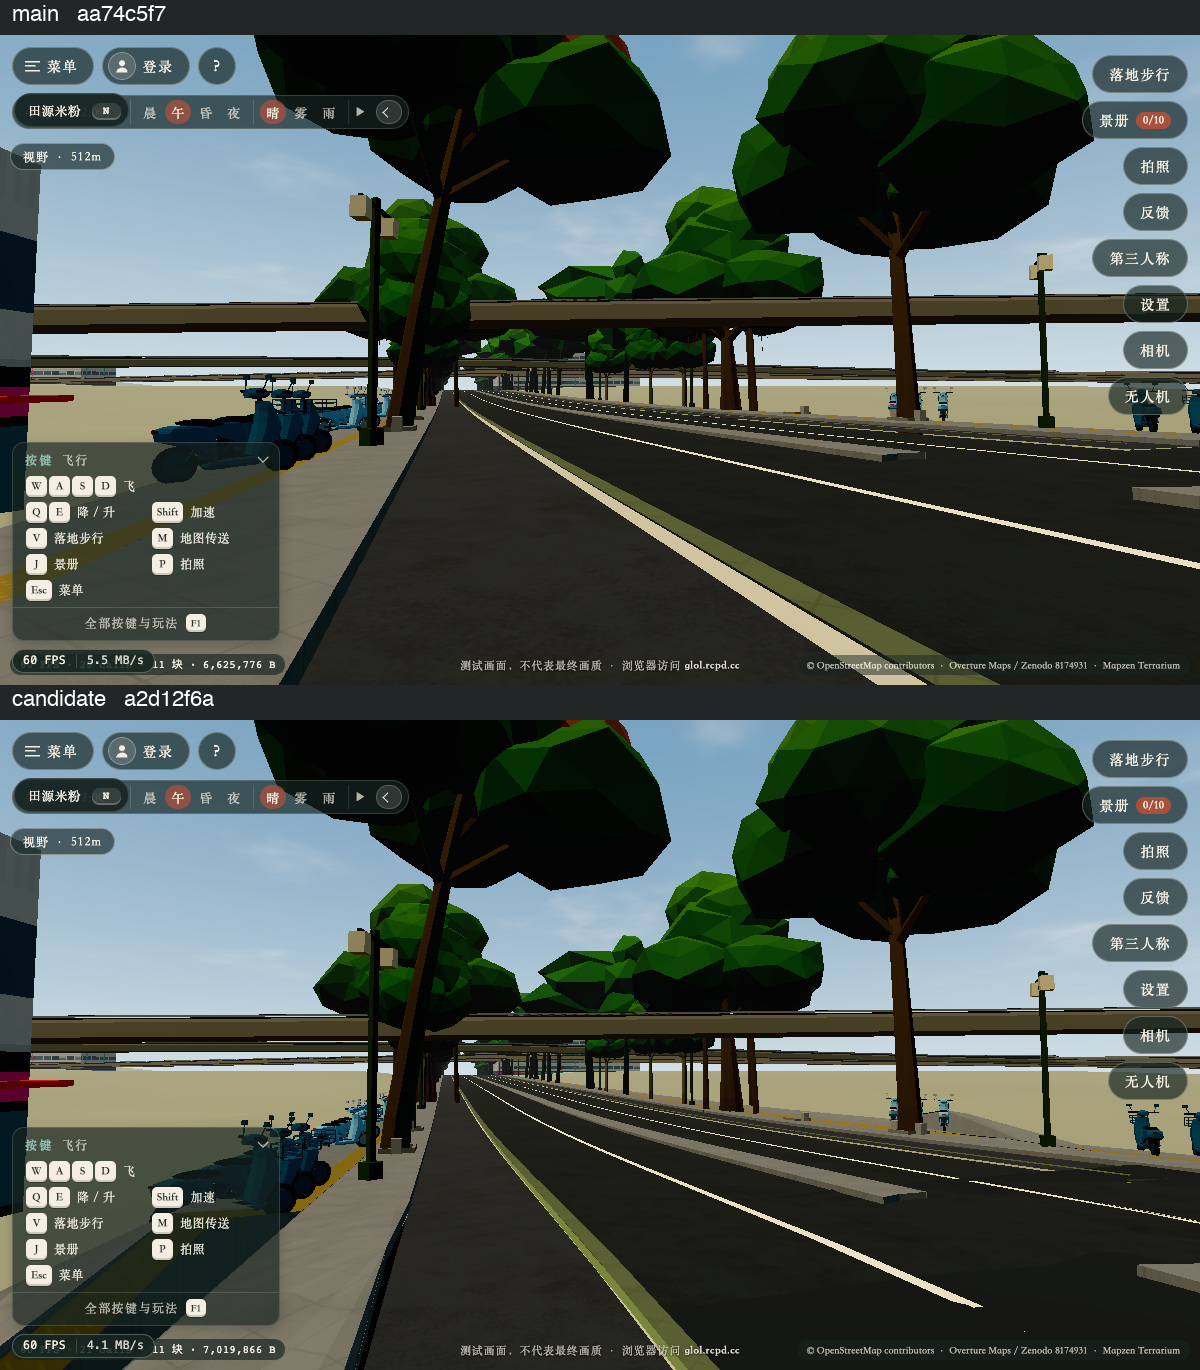 main aa74c5f7
菜单 登录 ?
落地步行
田源米粉 N 晨 午 昏 夜 晴 雾 雨
景册 0/10
视野 · 512m
拍照
反馈
第三人称
设置
相机
无人机
按键 飞行
W A S D 飞
Q E 降 / 升 Shift 加速
V 落地步行 M 地图传送
J 景册 P 拍照
Esc 菜单
全部按键与玩法 F1
60 FPS 5.5 MB/s 11 块 · 6,625,776 B
测试画面，不代表最终画质 · 浏览器访问 glol.rcpd.cc
© OpenStreetMap contributors · Overture Maps / Zenodo 8174931 · Mapzen Terrarium
candidate a2d12f6a
菜单 登录 ?
落地步行
田源米粉 N 晨 午 昏 夜 晴 雾 雨
景册 0/10
视野 · 512m
拍照
反馈
第三人称
设置
相机
无人机
按键 飞行
W A S D 飞
Q E 降 / 升 Shift 加速
V 落地步行 M 地图传送
J 景册 P 拍照
Esc 菜单
全部按键与玩法 F1
60 FPS 4.1 MB/s 11 块 · 7,019,866 B
测试画面，不代表最终画质 · 浏览器访问 glol.rcpd.cc
© OpenStreetMap contributors · Overture Maps / Zenodo 8174931 · Mapzen Terrarium